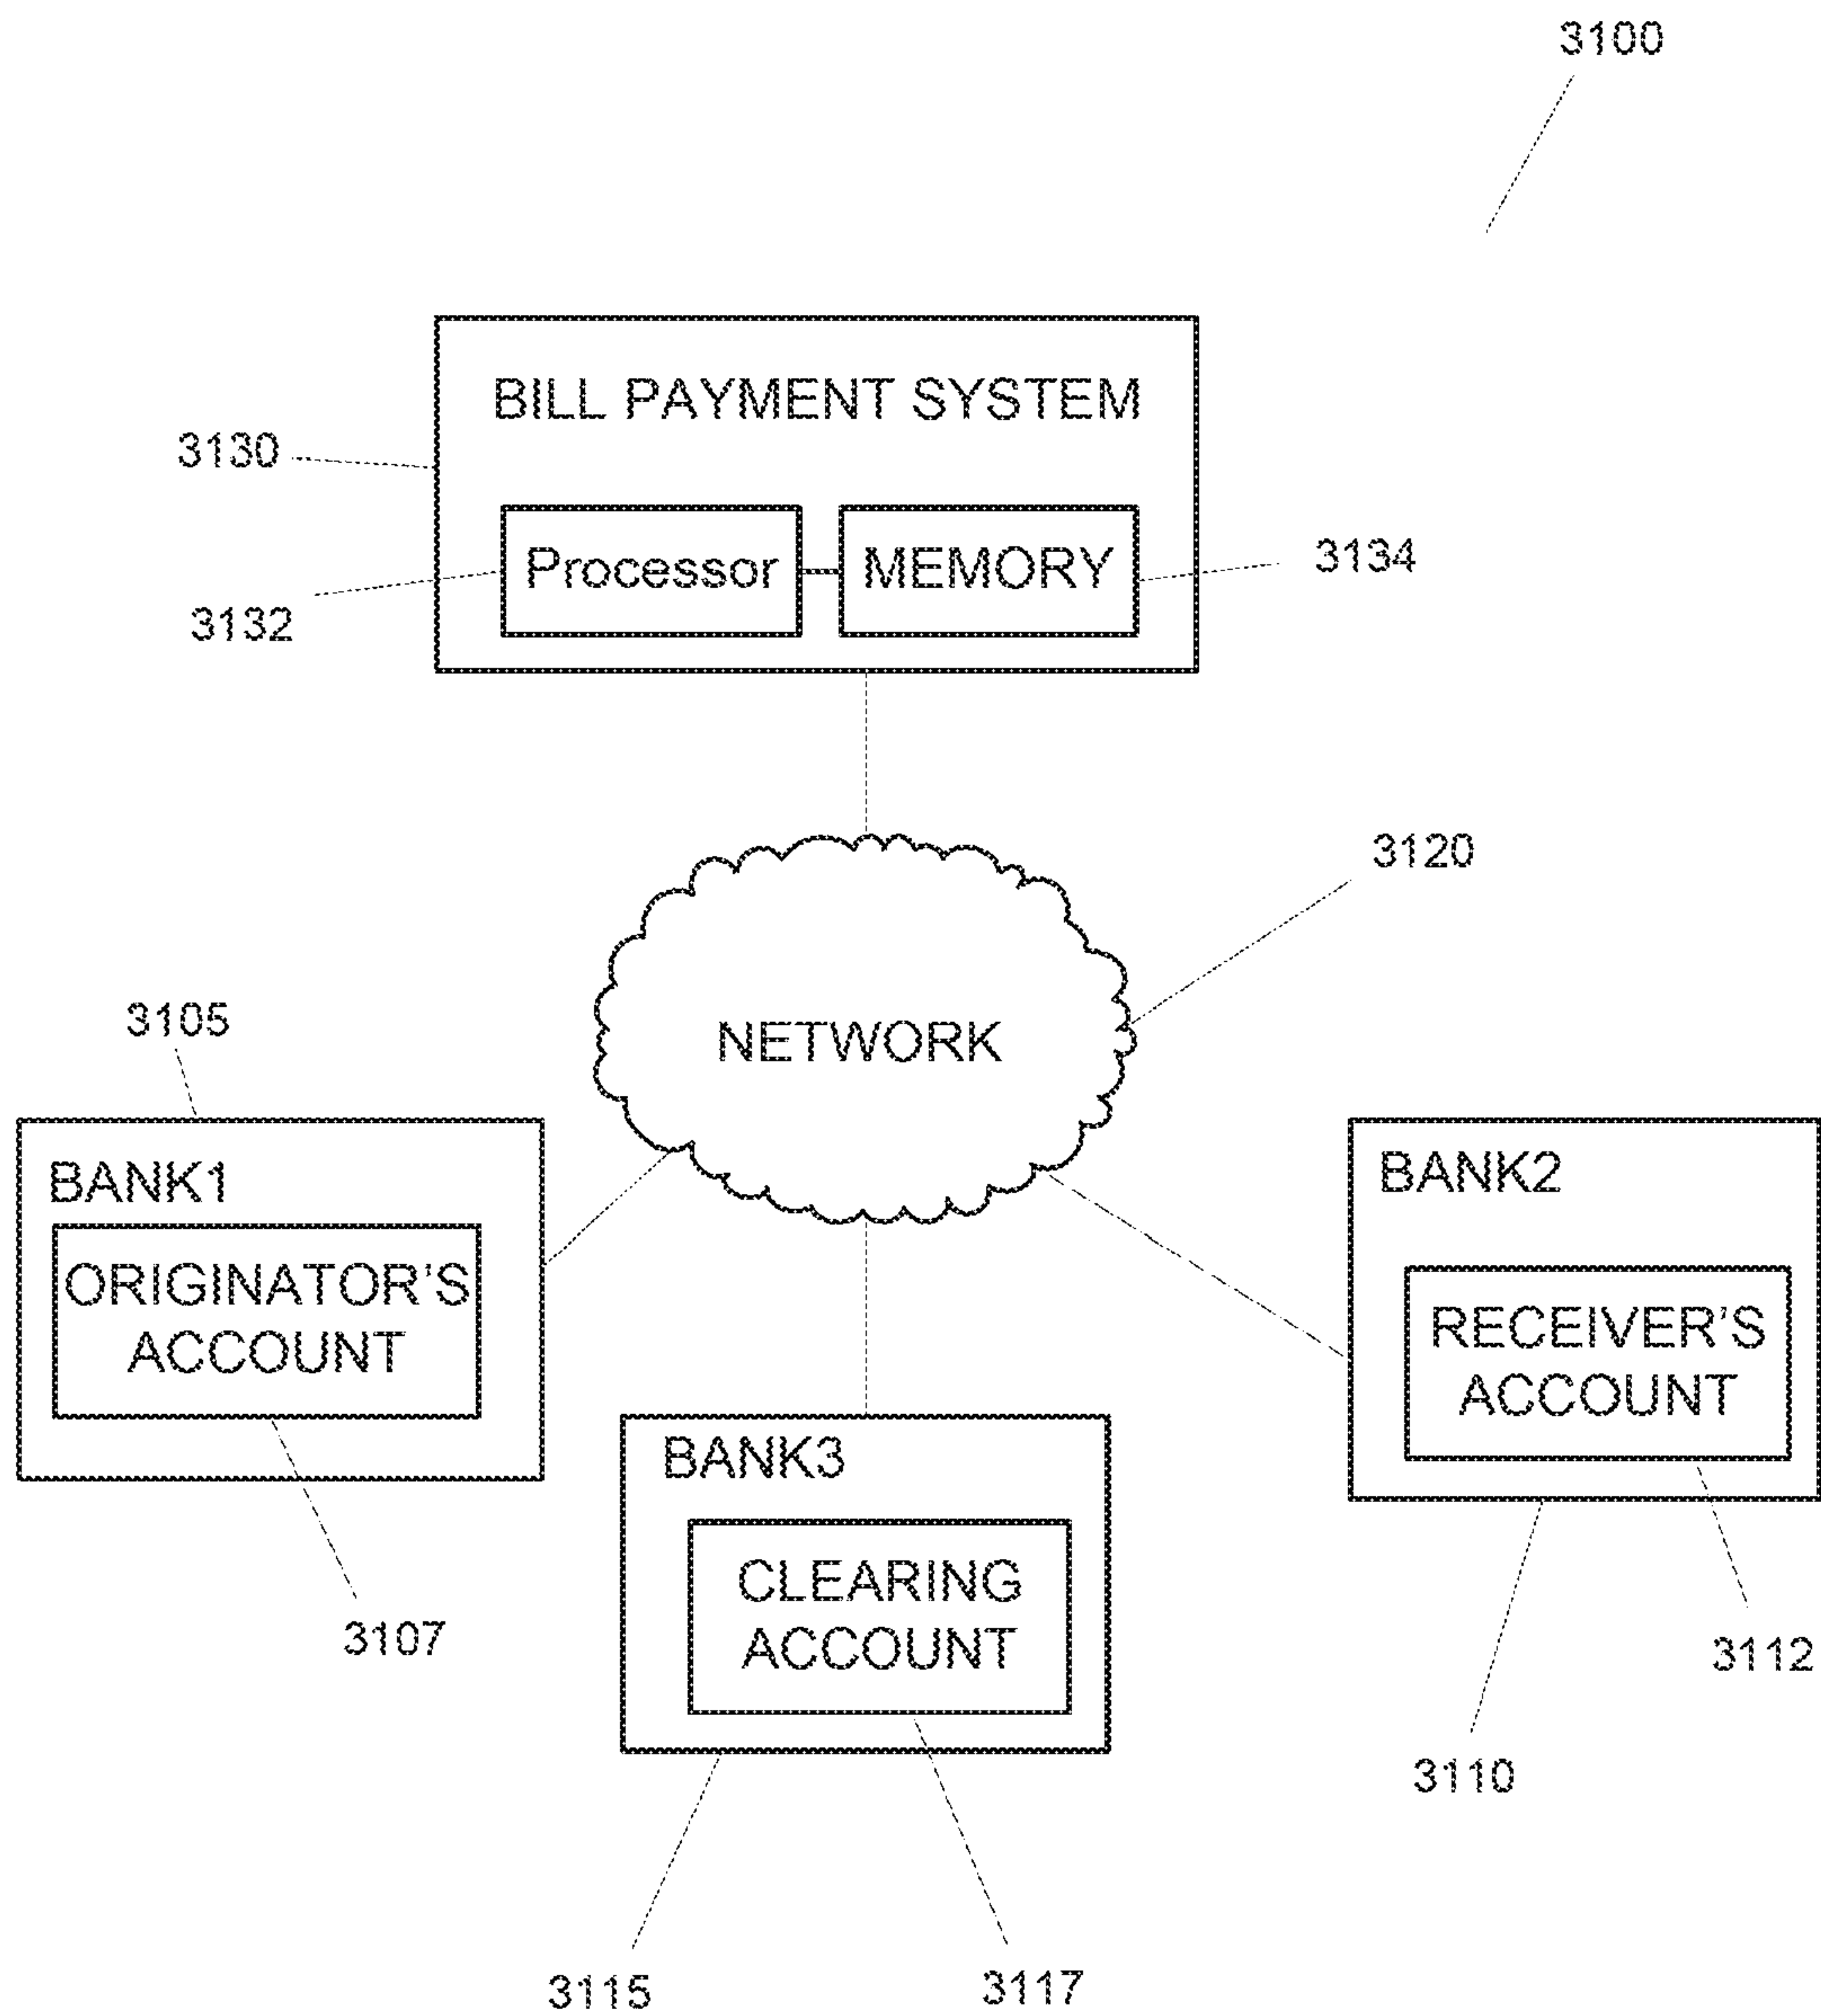 3100
BILL PAYMENT SYSTEM
3130
Processor
MEMORY
3134
3132
3120
NETWORK
3105
BANK1
ORIGINATOR'S
ACCOUNT
BANK2
RECEIVER'S
ACCOUNT
BANK3
CLEARING
ACCOUNT
3107
3112
3110
3115
3117